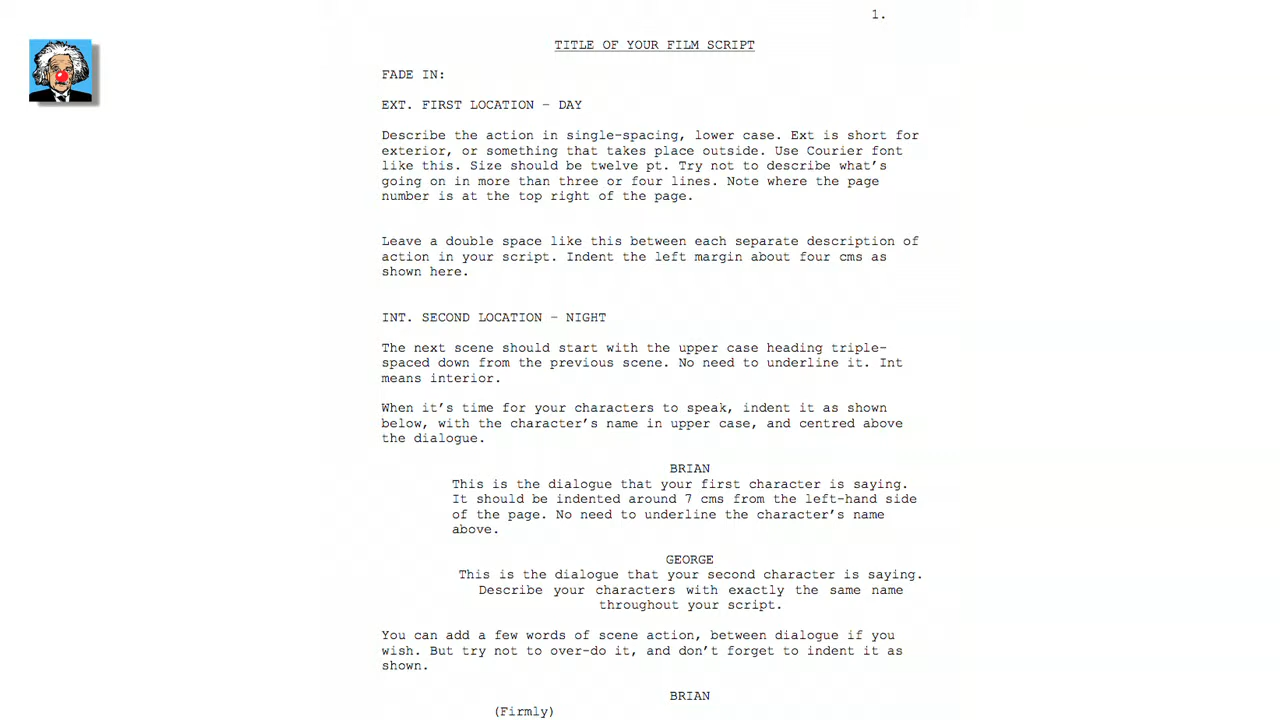 1.
TITLE OF YOUR FILM SCRIPT
FADE IN:
EXT. FIRST LOCATION – DAY
Describe the action in single-spacing, lower case. Ext is short for
exterior, or something that takes place outside. Use Courier font
like this. Size should be twelve pt. Try not to describe what’s
going on in more than three or four lines. Note where the page
number is at the top right of the page.
Leave a double space like this between each separate description of
action in your script. Indent the left margin about four cms as
shown here.
INT. SECOND LOCATION – NIGHT
The next scene should start with the upper case heading triple-
spaced down from the previous scene. No need to underline it. Int
means interior.
When it’s time for your characters to speak, indent it as shown
below, with the character’s name in upper case, and centred above
the dialogue.
BRIAN
This is the dialogue that your first character is saying.
It should be indented around 7 cms from the left-hand side
of the page. No need to underline the character’s name
above.
GEORGE
This is the dialogue that your second character is saying.
Describe your characters with exactly the same name
throughout your script.
You can add a few words of scene action, between dialogue if you
wish. But try not to over-do it, and don’t forget to indent it as
shown.
BRIAN
(Firmly)